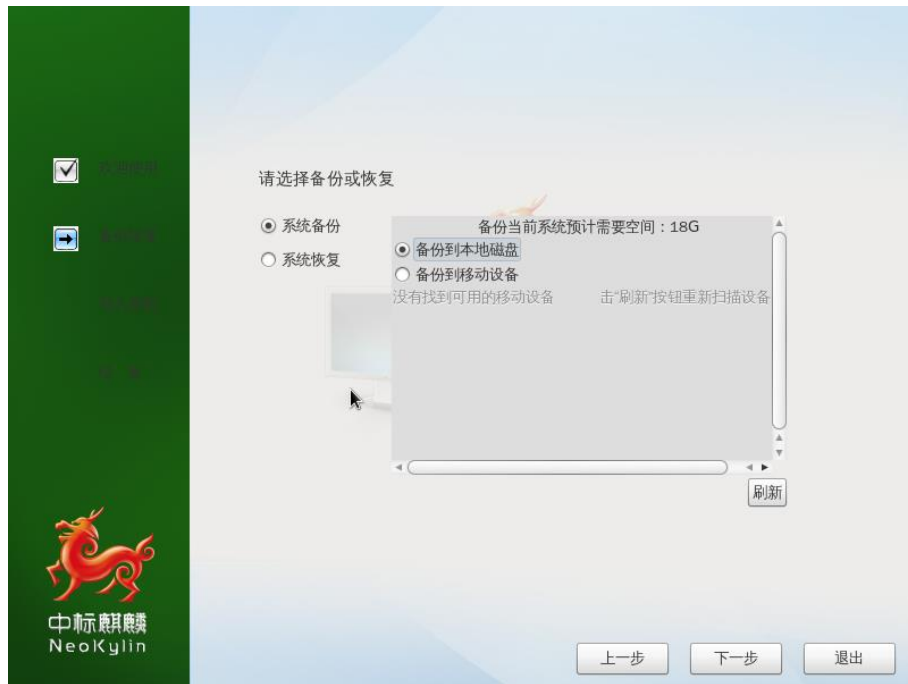 欢迎使用
请选择备份或恢复
系统备份
系统恢复
备份当前系统预计需要空间：18G
备份到本地磁盘
备份到移动设备
没有找到可用的移动设备 击"刷新"按钮重新扫描设备
刷新
中标麒麟
NeoKylin
上一步
下一步
退出